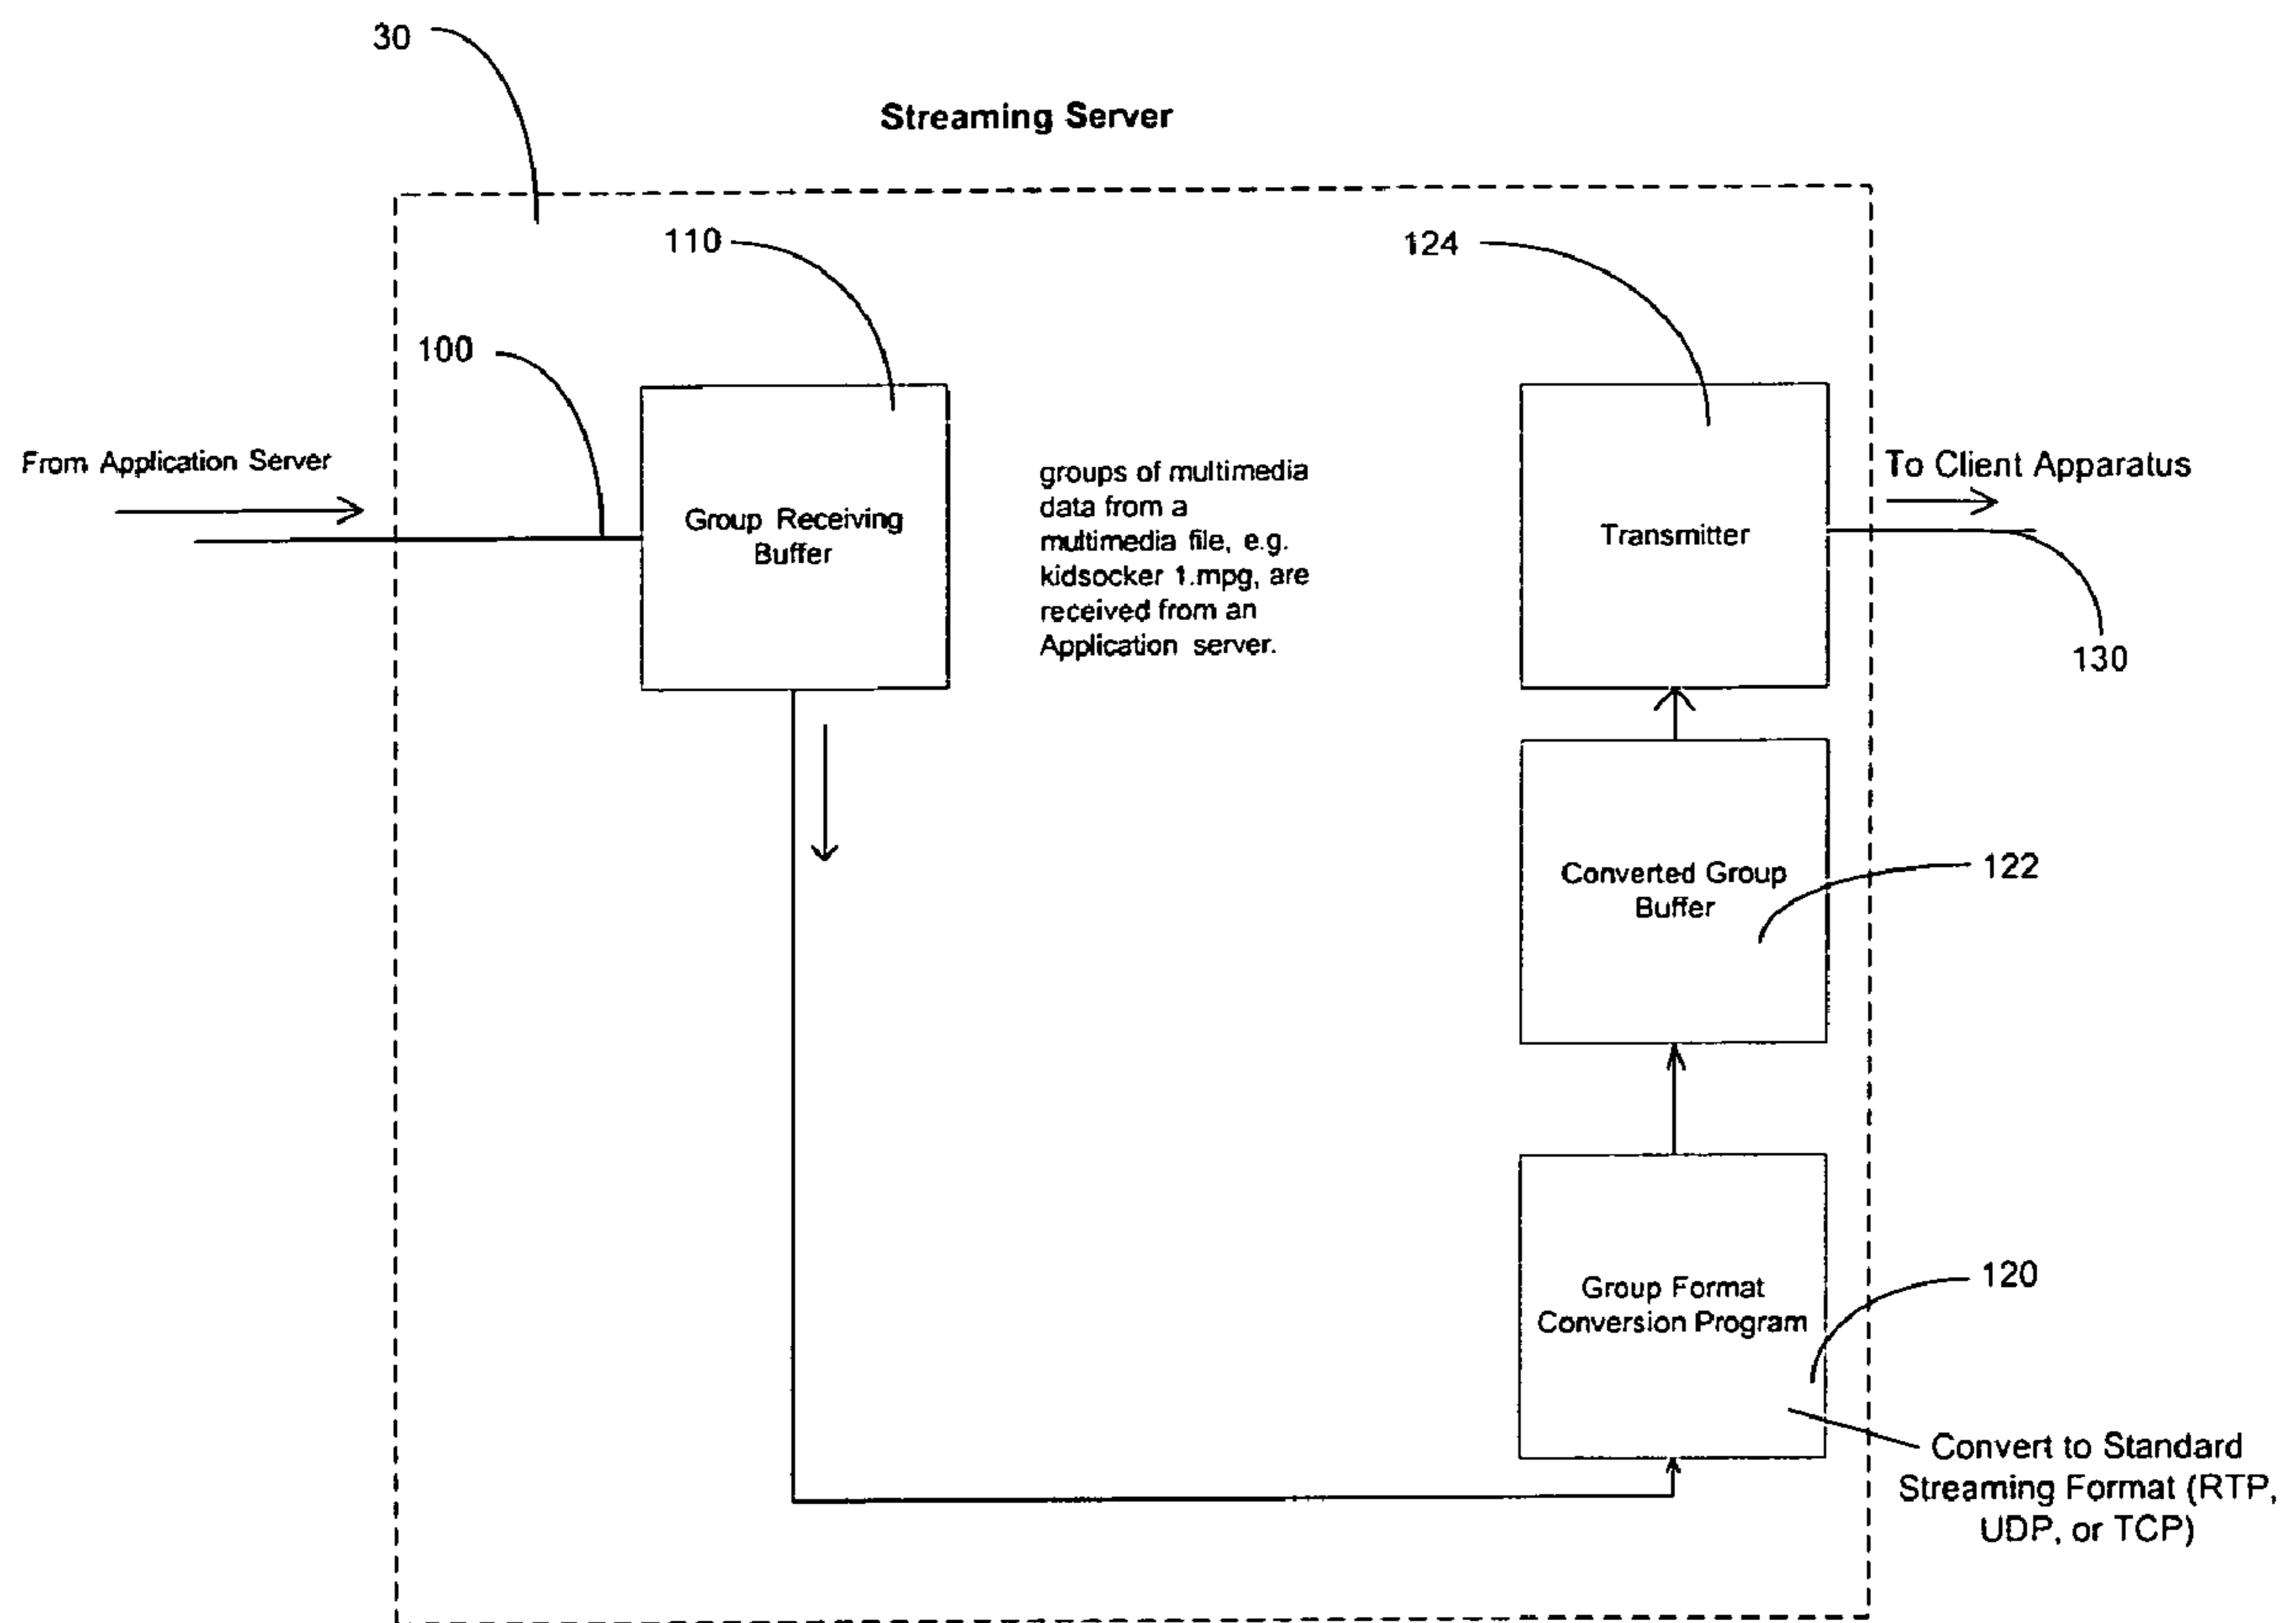 30
Streaming Server
110
124
100
From Application Server
To Client Apparatus
Group Receiving
Buffer
groups of multimedia
data from a
multimedia file, e.g.
kidsocker 1.mpg, are
received from an
Application server.
Transmitter
130
Converted Group
Buffer
122
Group Format
Conversion Program
120
Convert to Standard
Streaming Format (RTP,
UDP, or TCP)